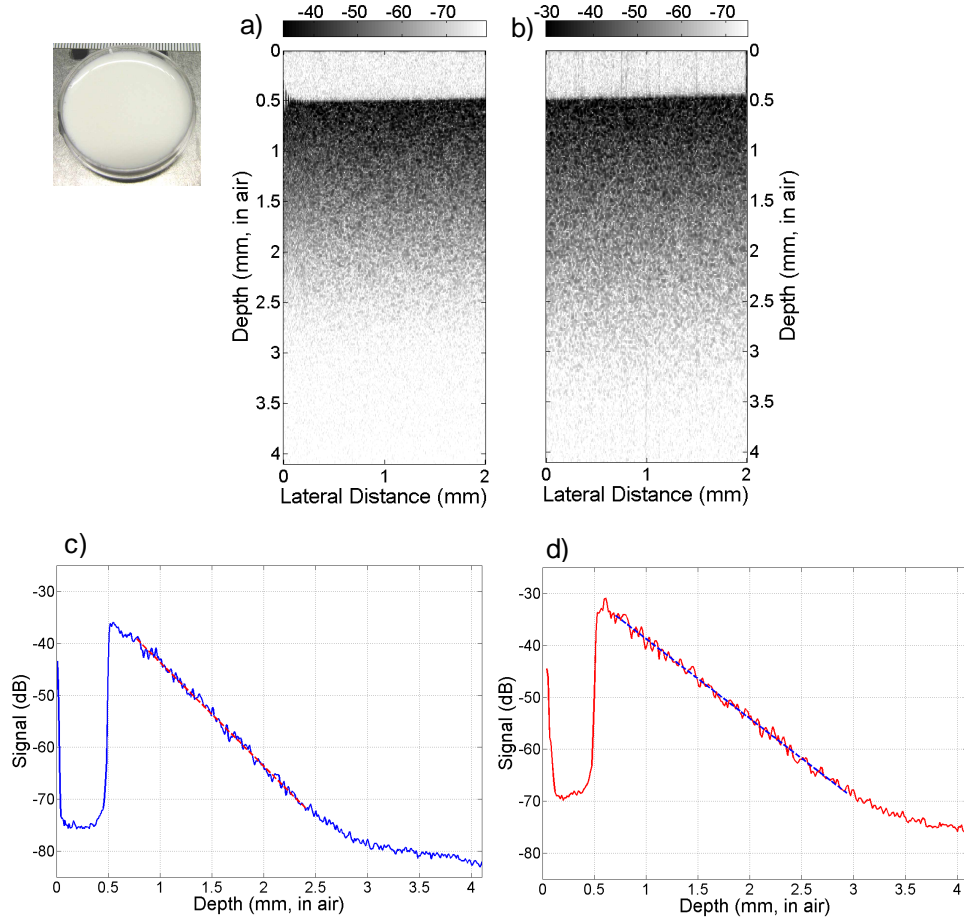 a)
-40 -50 -60 -70
b)
-30 -40 -50 -60 -70
0
0.5
1
1.5
2
2.5
3
3.5
4
Depth (mm, in air)
0 1 2
Lateral Distance (mm)
0
0.5
1
1.5
2
2.5
3
3.5
4
Depth (mm, in air)
0 1 2
Lateral Distance (mm)
c)
-30
-40
-50
-60
-70
-80
Signal (dB)
0 0.5 1 1.5 2 2.5 3 3.5 4
Depth (mm, in air)
d)
-30
-40
-50
-60
-70
-80
Signal (dB)
0 0.5 1 1.5 2 2.5 3 3.5 4
Depth (mm, in air)